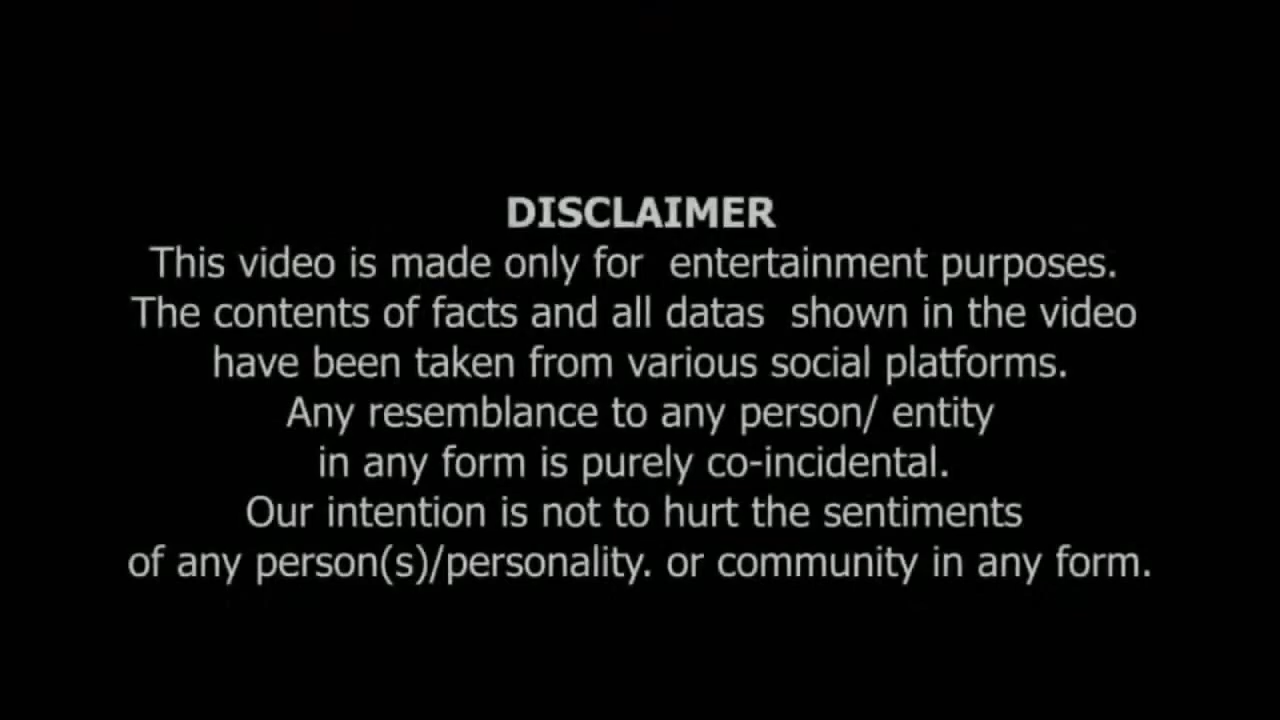 DISCLAIMER
This video is made only for  entertainment purposes.
The contents of facts and all datas  shown in the video
have been taken from various social platforms.
Any resemblance to any person/ entity
in any form is purely co-incidental.
Our intention is not to hurt the sentiments
of any person(s)/personality. or community in any form.